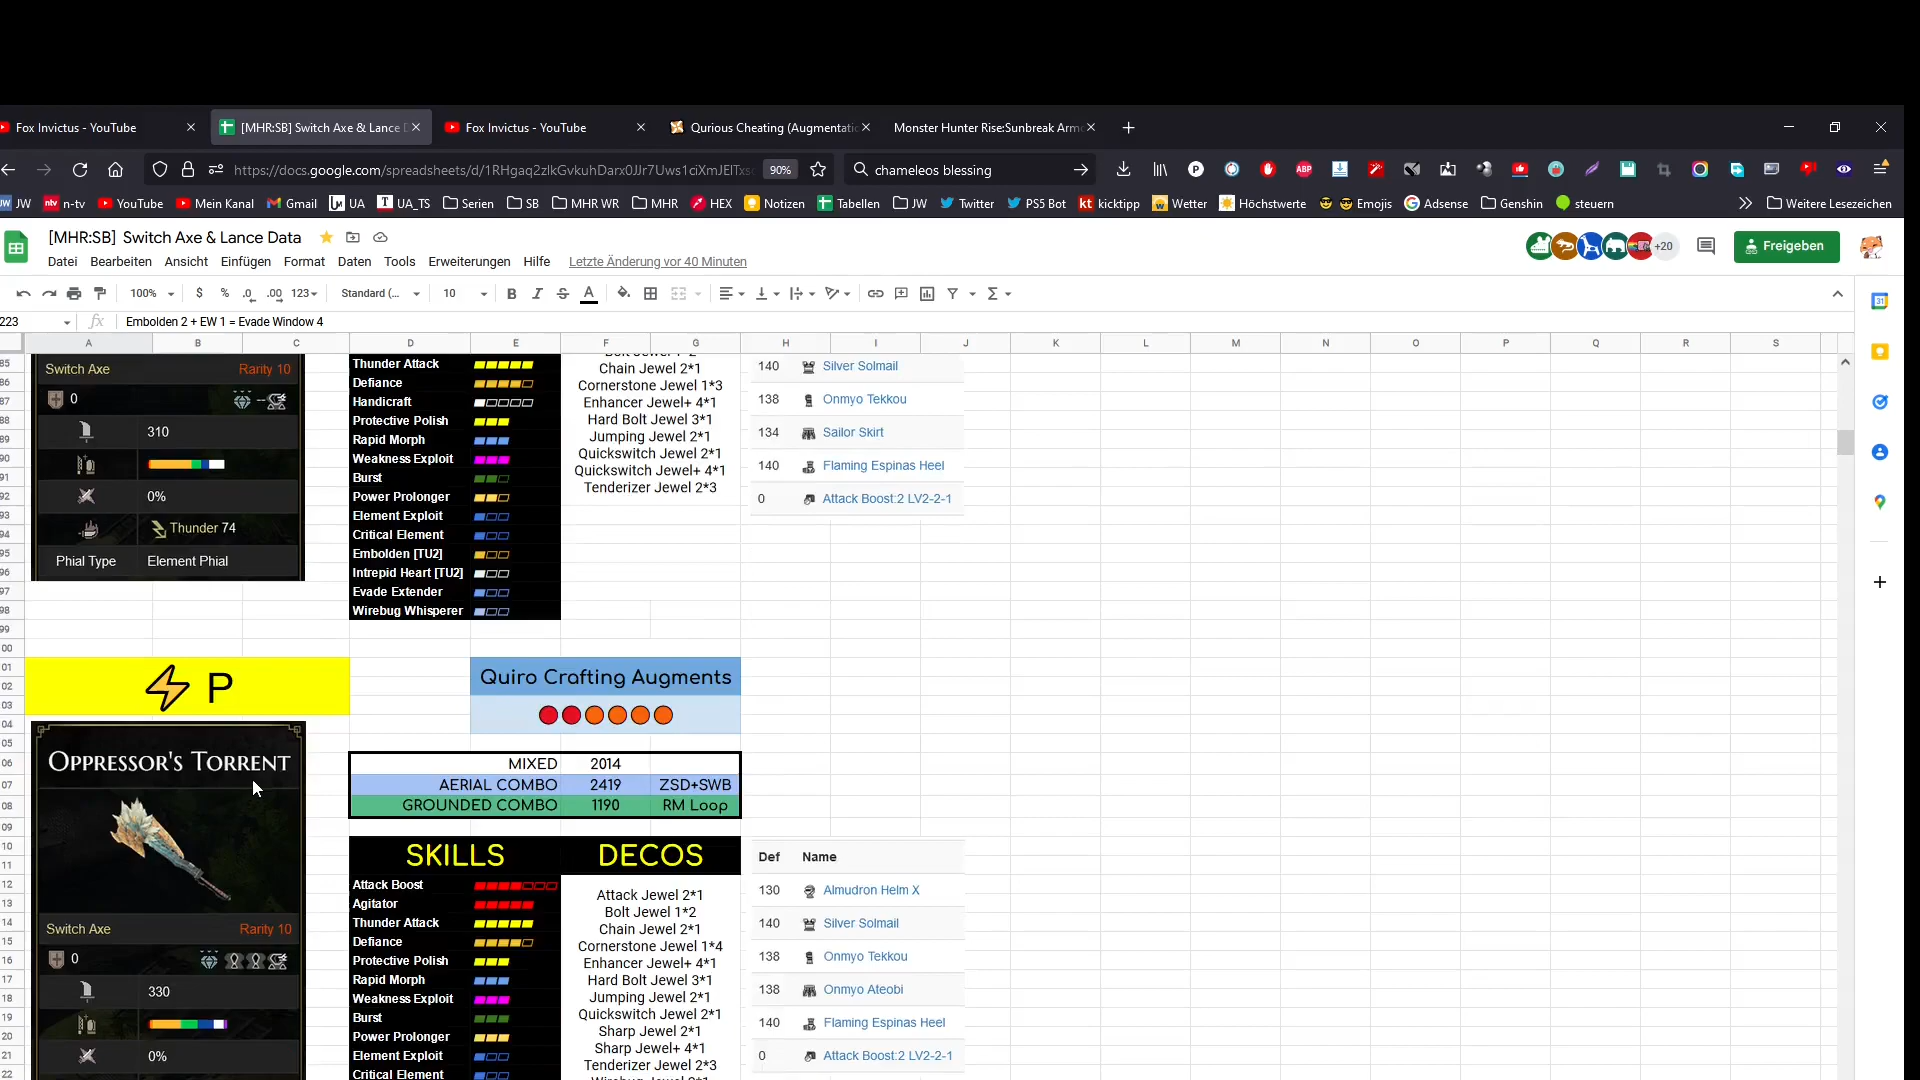 Fox Invictus - YouTube
[MHR:SB] Switch Axe & Lance D
Fox Invictus - YouTube
Qurious Cheating (Augmentatio
Monster Hunter Rise:Sunbreak Arm
https://docs.google.com/spreadsheets/d/1RHgaq2zlkGvkuhDarx0JJr7Uws1ciXmJElTxs
90%
chameleos blessing
JW
n-tv
YouTube
Mein Kanal
Gmail
UA
UA_TS
Serien
SB
MHR WR
MHR
HEX
Notizen
Tabellen
JW
Twitter
PS5 Bot
kicktipp
Wetter
Höchstwerte
Emojis
Adsense
Genshin
steuern
Weitere Lesezeichen
[MHR:SB] Switch Axe & Lance Data
+20
Freigeben
Datei Bearbeiten Ansicht Einfügen Format Daten Tools Erweiterungen Hilfe Letzte Änderung vor 40 Minuten
100% $ % .0 .00 123 Standard (... 10 B I S A
223 fx Embolden 2 + EW 1 = Evade Window 4
A B C D E F G H I J K L M N O P Q R S
Switch Axe Rarity 10
0
310
0%
Thunder 74
Phial Type Element Phial
Thunder Attack
Defiance
Handicraft
Protective Polish
Rapid Morph
Weakness Exploit
Burst
Power Prolonger
Element Exploit
Critical Element
Embolden [TU2]
Intrepid Heart [TU2]
Evade Extender
Wirebug Whisperer
Chain Jewel 2*1
Cornerstone Jewel 1*3
Enhancer Jewel+ 4*1
Hard Bolt Jewel 3*1
Jumping Jewel 2*1
Quickswitch Jewel 2*1
Quickswitch Jewel+ 4*1
Tenderizer Jewel 2*3
140 Silver Solmail
138 Onmyo Tekkou
134 Sailor Skirt
140 Flaming Espinas Heel
0 Attack Boost:2 LV2-2-1
P
Quiro Crafting Augments
MIXED 2014
AERIAL COMBO 2419 ZSD+SWB
GROUNDED COMBO 1190 RM Loop
Oppressor's Torrent
Switch Axe Rarity 10
0
330
0%
SKILLS
Attack Boost
Agitator
Thunder Attack
Defiance
Protective Polish
Rapid Morph
Weakness Exploit
Burst
Power Prolonger
Element Exploit
Critical Element
DECOS
Attack Jewel 2*1
Bolt Jewel 1*2
Chain Jewel 2*1
Cornerstone Jewel 1*4
Enhancer Jewel+ 4*1
Hard Bolt Jewel 3*1
Jumping Jewel 2*1
Quickswitch Jewel 2*1
Sharp Jewel 2*1
Sharp Jewel+ 4*1
Tenderizer Jewel 2*3
Def Name
130 Almudron Helm X
140 Silver Solmail
138 Onmyo Tekkou
138 Onmyo Ateobi
140 Flaming Espinas Heel
0 Attack Boost:2 LV2-2-1